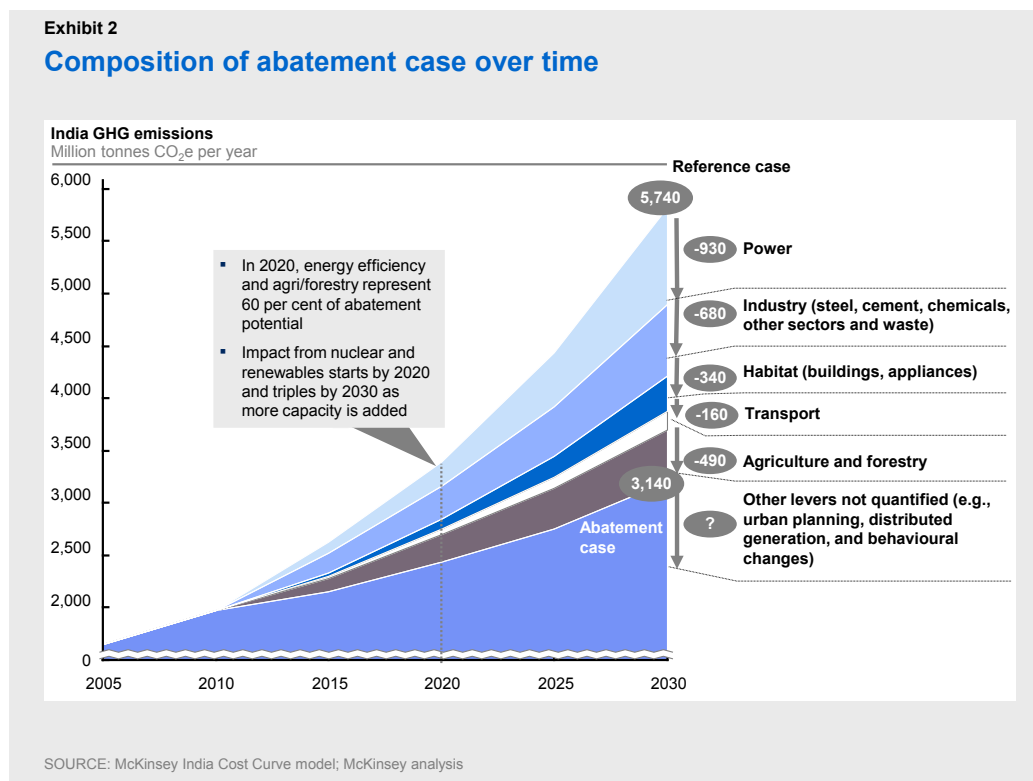 Exhibit 2
Composition of abatement case over time
India GHG emissions
Million tonnes CO₂e per year
Reference case
6,000
5,500
5,000
4,500
4,000
3,500
3,000
2,500
2,000
0
2005
2010
2015
2020
2025
2030
▪ In 2020, energy efficiency
and agri/forestry represent
60 per cent of abatement
potential
▪ Impact from nuclear and
renewables starts by 2020
and triples by 2030 as
more capacity is added
5,740
-930 Power
-680 Industry (steel, cement, chemicals,
other sectors and waste)
-340 Habitat (buildings, appliances)
-160 Transport
-490 Agriculture and forestry
3,140
Abatement
case
? Other levers not quantified (e.g.,
urban planning, distributed
generation, and behavioural
changes)
SOURCE: McKinsey India Cost Curve model; McKinsey analysis